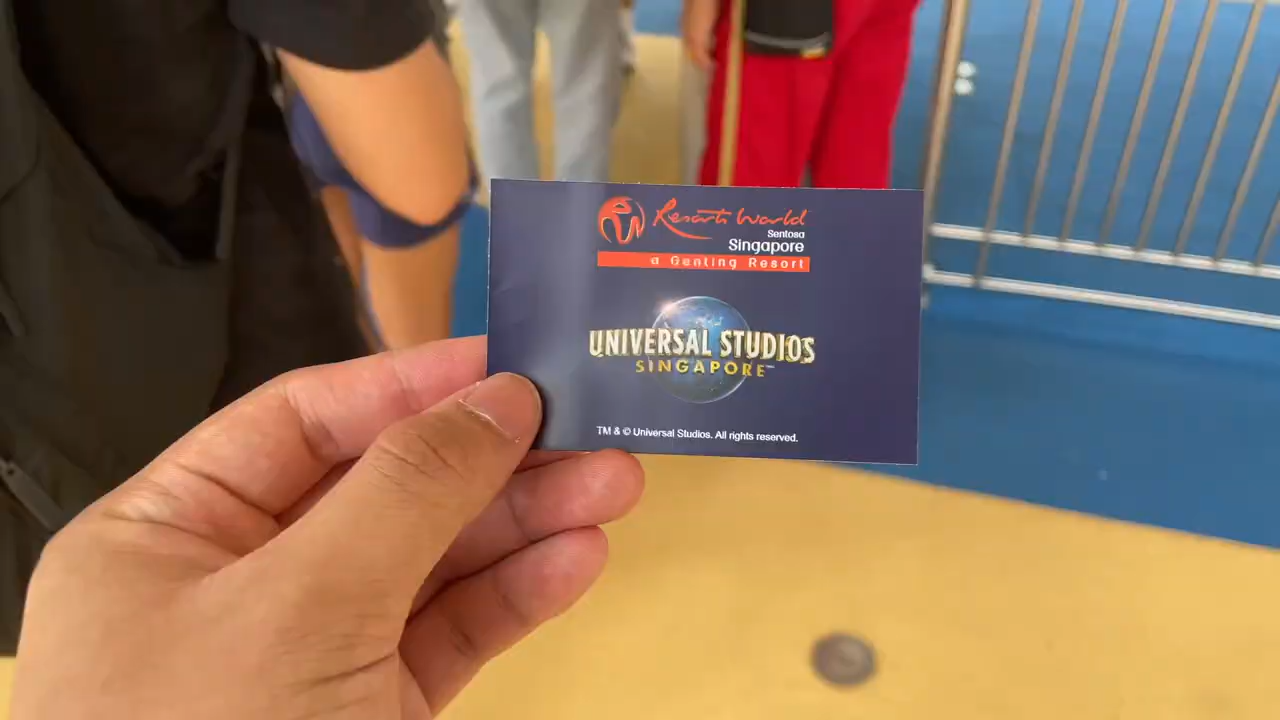 Resorts World
Sentosa
Singapore
a Genting Resort
UNIVERSAL STUDIOS
SINGAPORE™
TM & © Universal Studios. All rights reserved.